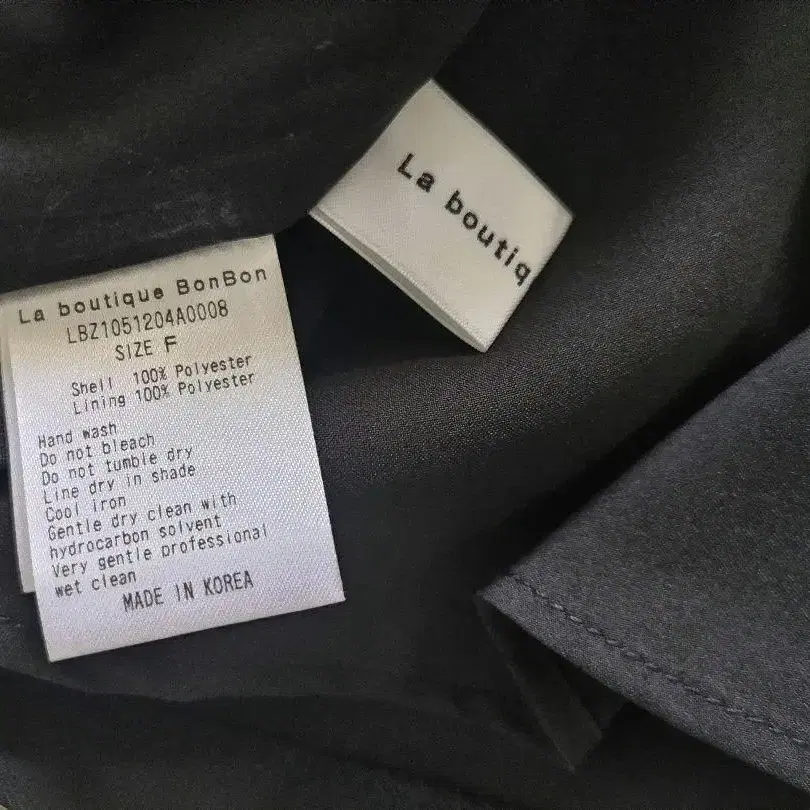 La boutique BonBon
LBZ1051204A0008
SIZE F
Shell 100% Polyester
Lining 100% Polyester
Hand wash
Do not bleach
Do not tumble dry
Line dry in shade
Cool iron
Gentle dry clean with
hydrocarbon solvent
Very gentle professional
wet clean
MADE IN KOREA
La boutiq